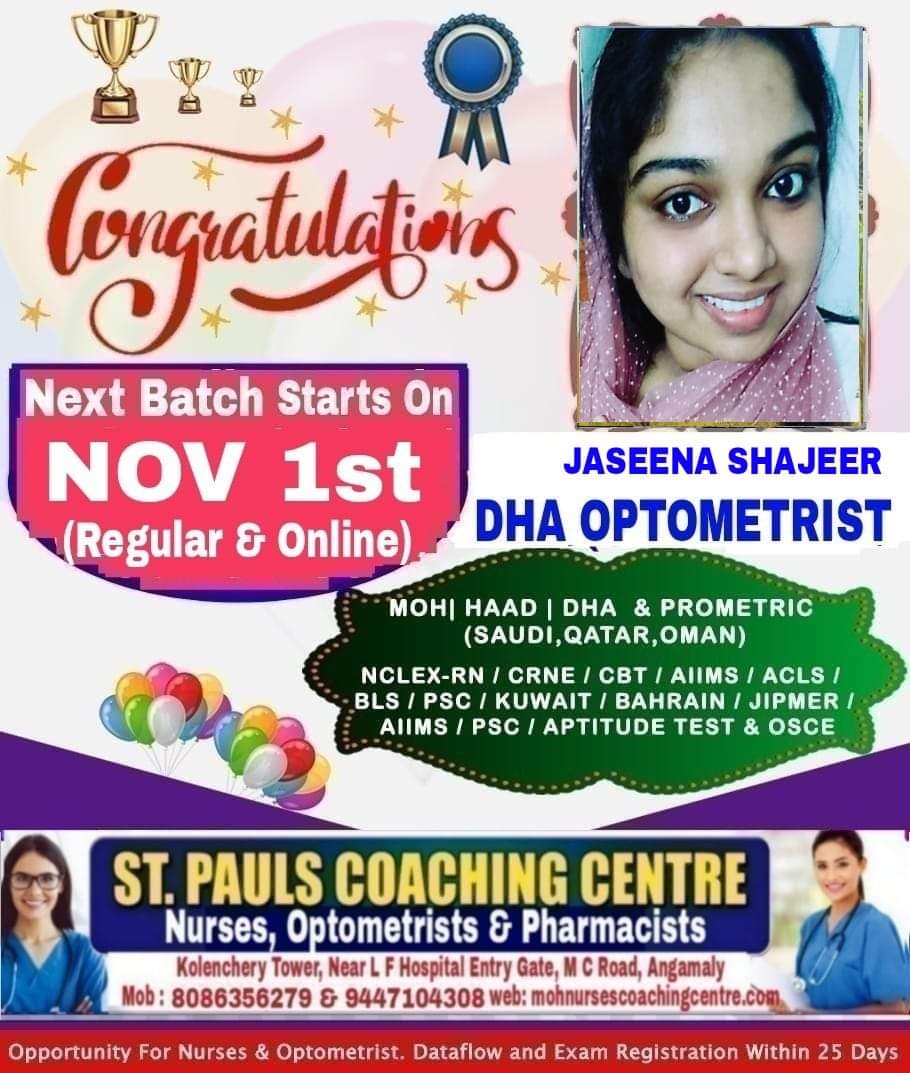 Congratulations
Next Batch Starts On
NOV 1st
(Regular & Online)
JASEENA SHAJEER
DHA OPTOMETRIST
MOH| HAAD | DHA & PROMETRIC
(SAUDI,QATAR,OMAN)
NCLEX-RN / CRNE / CBT / AIIMS / ACLS /
BLS / PSC / KUWAIT / BAHRAIN / JIPMER /
AIIMS / PSC / APTITUDE TEST & OSCE
ST. PAULS COACHING CENTRE
Nurses, Optometrists & Pharmacists
Kolenchery Tower, Near L F Hospital Entry Gate, M C Road, Angamaly
Mob : 8086356279 & 9447104308 web: mohnursescoachingcentre.com
Opportunity For Nurses & Optometrist. Dataflow and Exam Registration Within 25 Days